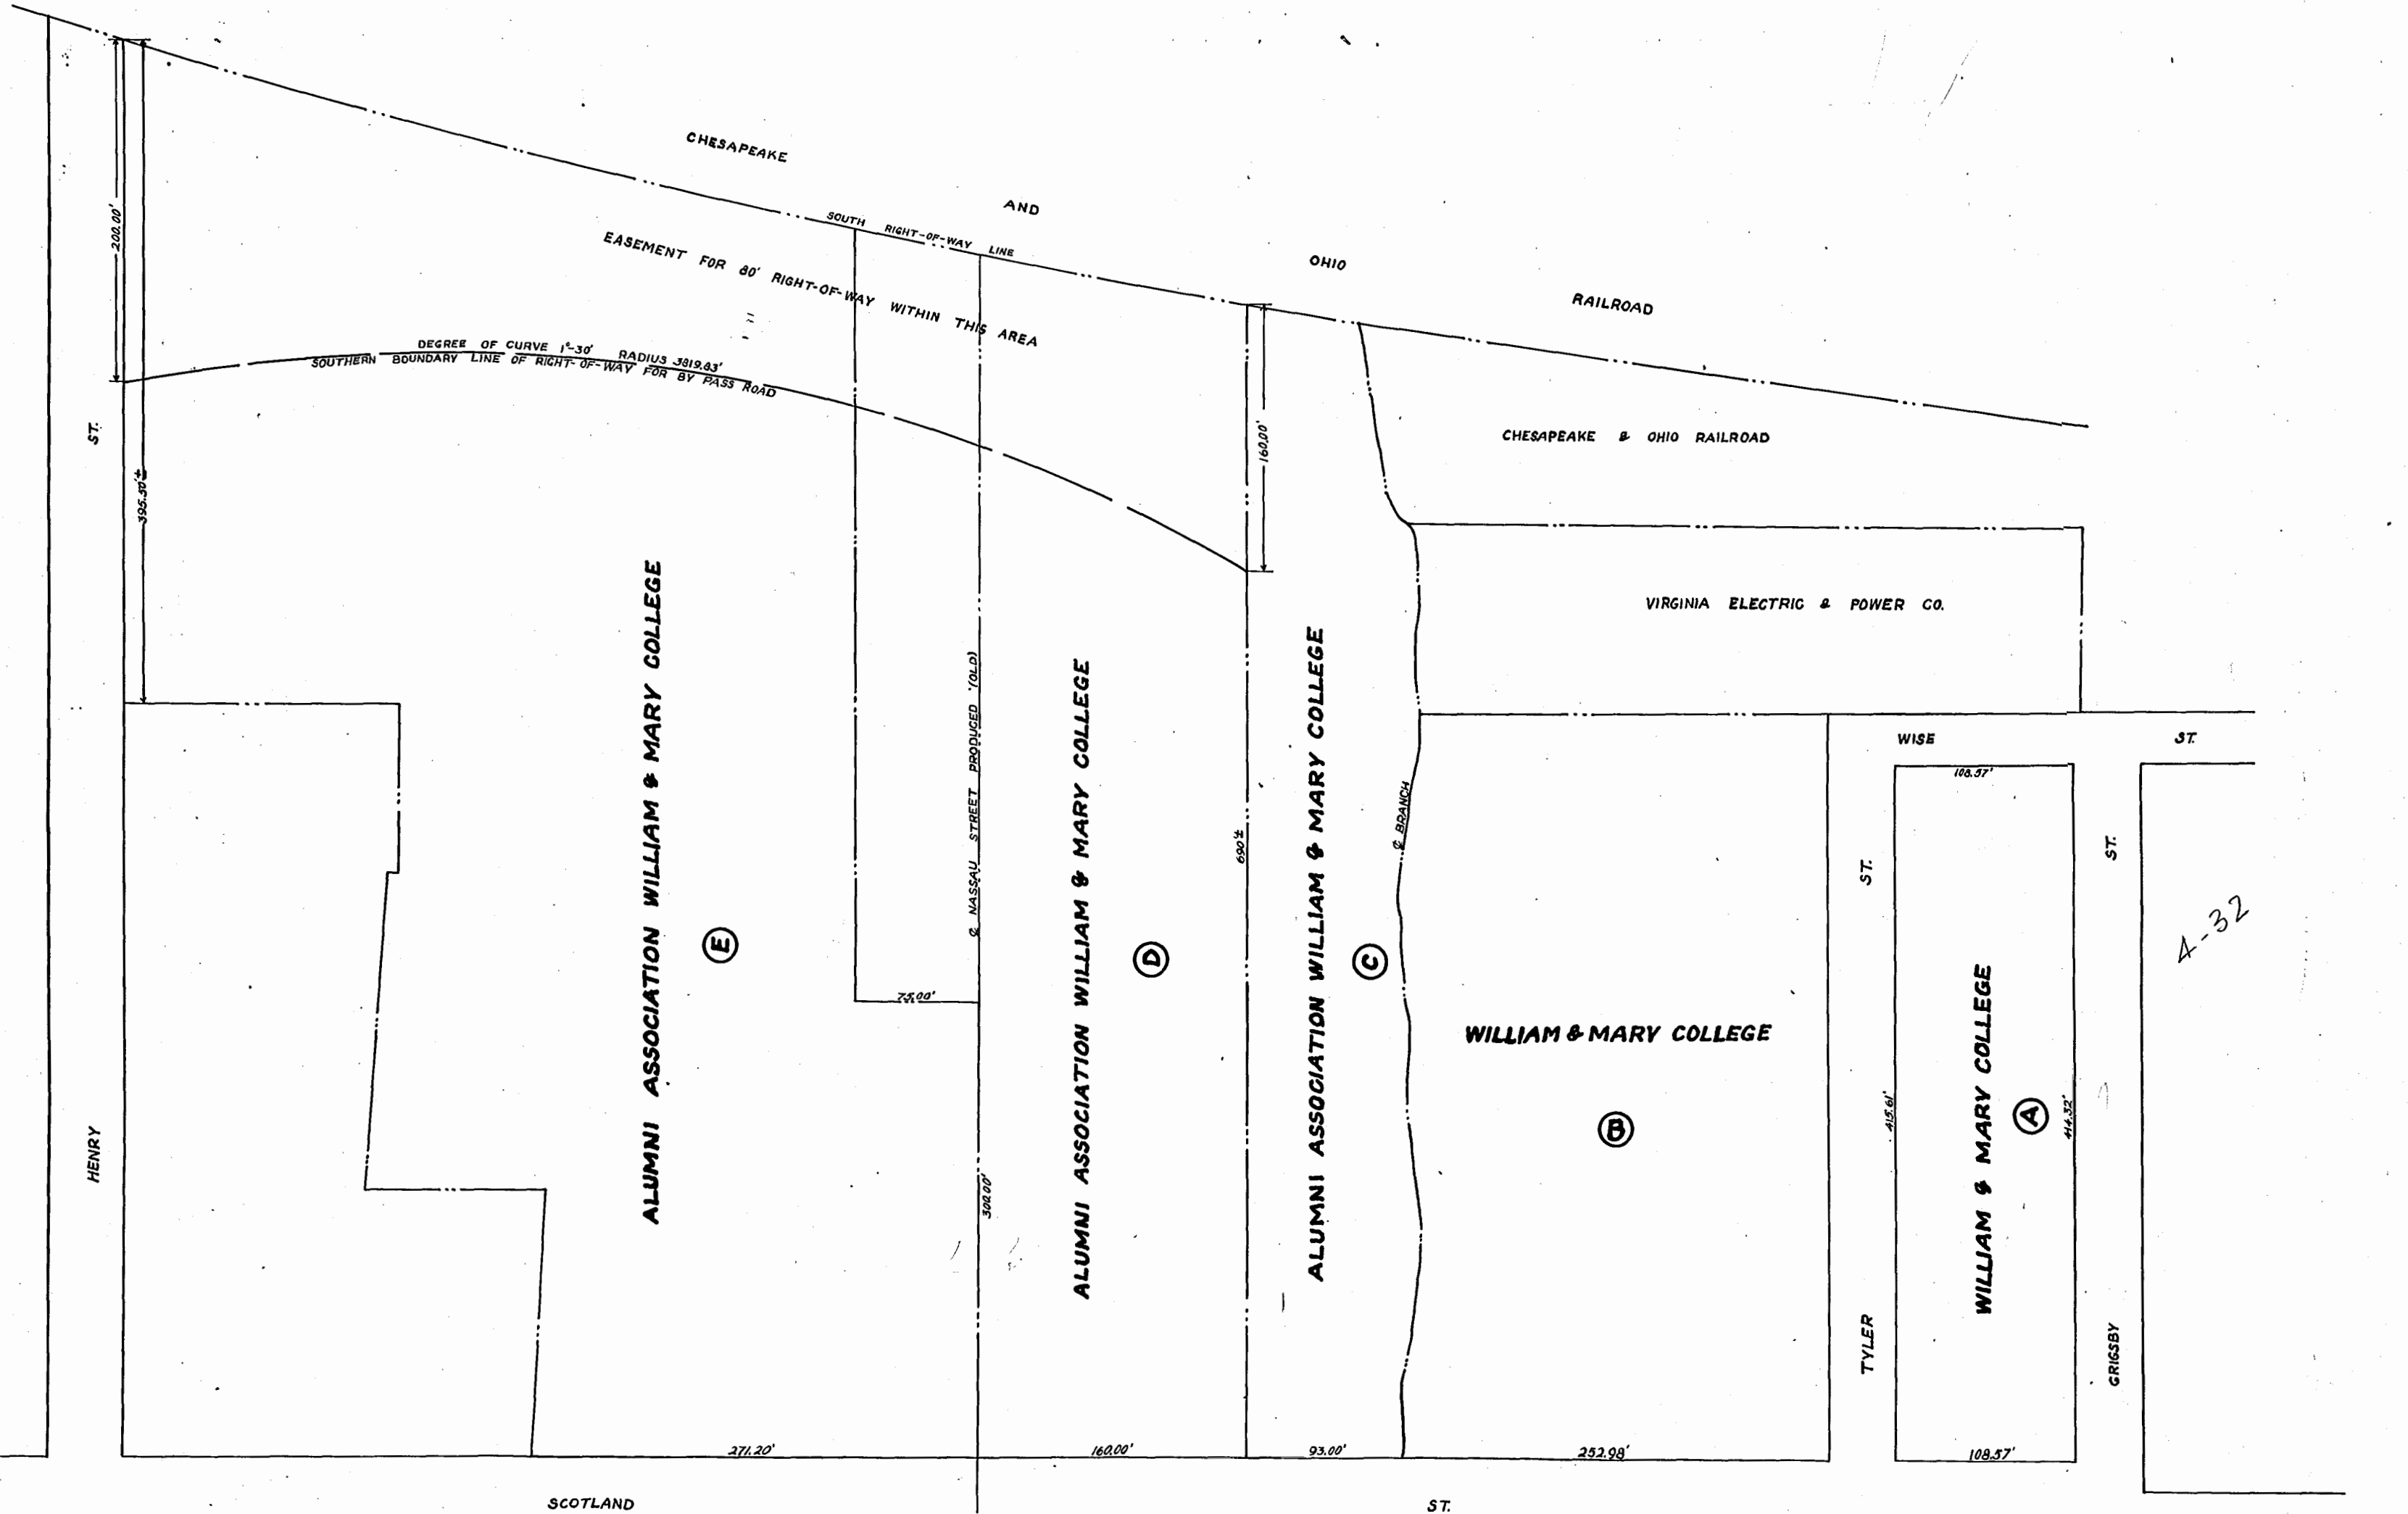 CHESAPEAKE
AND
OHIO
RAILROAD
SOUTH RIGHT-OF-WAY LINE
EASEMENT FOR 80' RIGHT-OF-WAY WITHIN THIS AREA
200.00'
DEGREE OF CURVE 1°-30' RADIUS 3819.83'
SOUTHERN BOUNDARY LINE OF RIGHT-OF-WAY FOR BY PASS ROAD
395.50'±
160.00'
CHESAPEAKE & OHIO RAILROAD
VIRGINIA ELECTRIC & POWER CO.
HENRY ST.
ALUMNI ASSOCIATION WILLIAM & MARY COLLEGE
E
℄ NASSAU STREET PRODUCED (OLD)
75.00'
300.00'
ALUMNI ASSOCIATION WILLIAM & MARY COLLEGE
D
690'±
ALUMNI ASSOCIATION WILLIAM & MARY COLLEGE
C
℄ BRANCH
WILLIAM & MARY COLLEGE
B
WISE ST.
108.57'
TYLER ST.
415.61'
WILLIAM & MARY COLLEGE
A
414.32'
GRIGSBY ST.
4-32
271.20'
160.00'
93.00'
252.98'
108.57'
SCOTLAND ST.